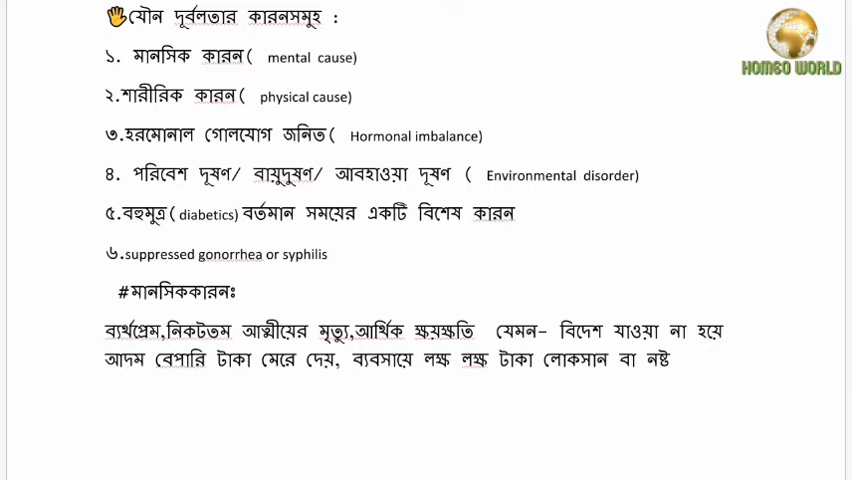 🖐যৌন দূর্বলতার কারনসমুহ :
HOMEO WORLD
১. মানসিক কারন( mental cause)
২.শারীরিক কারন( physical cause)
৩.হরমোনাল গোলযোগ জনিত( Hormonal imbalance)
৪. পরিবেশ দূষণ/ বায়ুদুষণ/ আবহাওয়া দূষণ ( Environmental disorder)
৫.বহুমুত্র( diabetics) বর্তমান সময়ের একটি বিশেষ কারন
৬.suppressed gonorrhea or syphilis
#মানসিককারনঃ
ব্যর্থপ্রেম,নিকটতম আত্মীয়ের মৃত্যু,আর্থিক ক্ষয়ক্ষতি যেমন- বিদেশ যাওয়া না হয়ে
আদম বেপারি টাকা মেরে দেয়, ব্যবসায়ে লক্ষ লক্ষ টাকা লোকসান বা নষ্ট